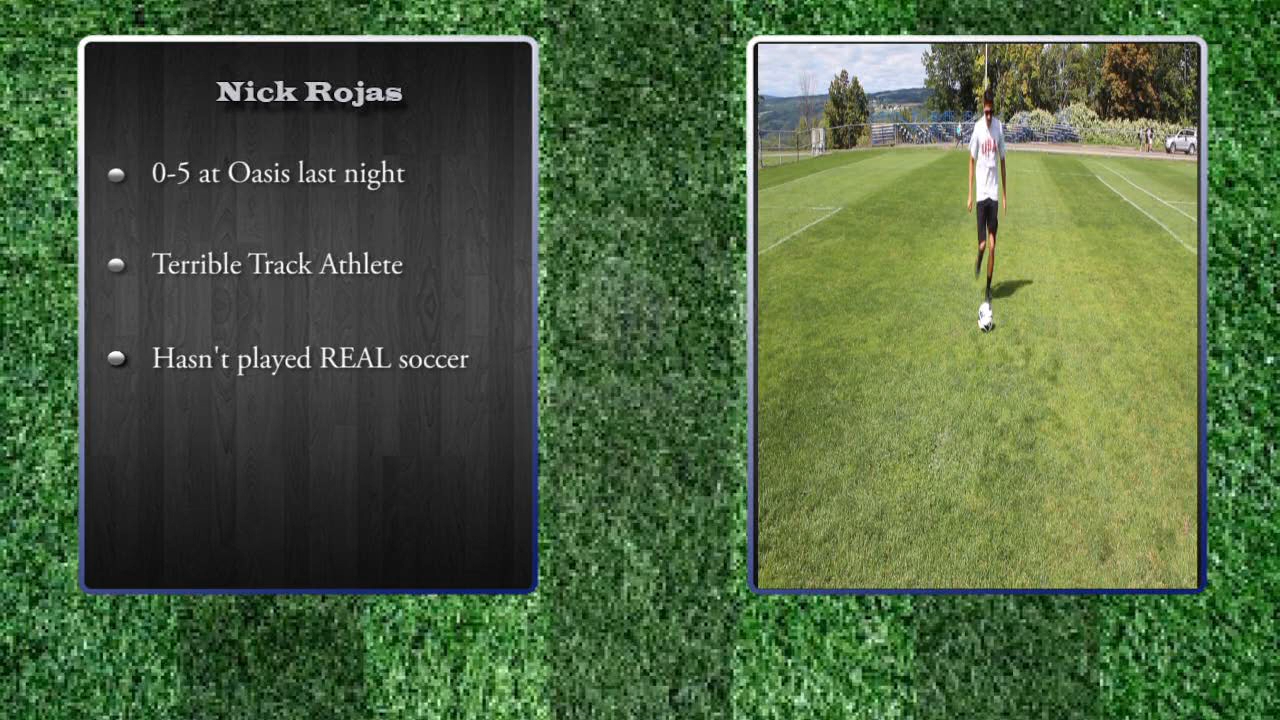 Nick Rojas
0-5 at Oasis last night
Terrible Track Athlete
Hasn't played REAL soccer